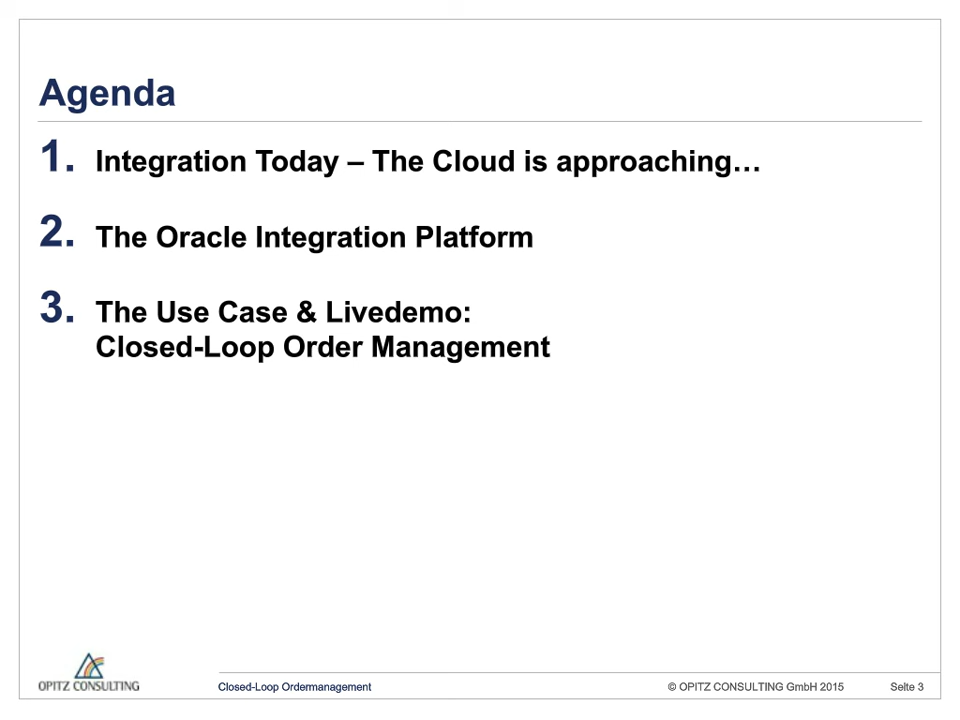 Agenda
1. Integration Today – The Cloud is approaching…
2. The Oracle Integration Platform
3. The Use Case & Livedemo:
Closed-Loop Order Management
OPITZ CONSULTING
Closed-Loop Ordermanagement
© OPITZ CONSULTING GmbH 2015
Seite 3